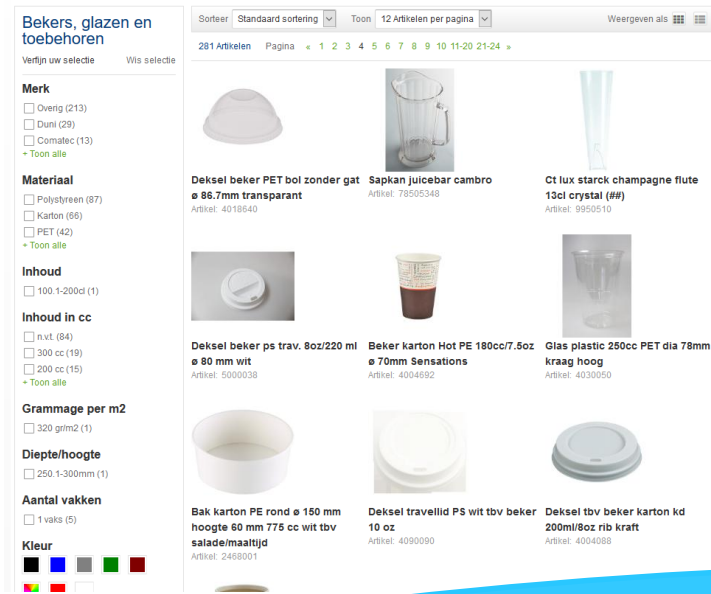 Bekers, glazen en
toebehoren
Verfijn uw selectie Wis selectie
Merk
Overig (213)
Duni (29)
Comatec (13)
+ Toon alle
Materiaal
Polystyreen (87)
Karton (66)
PET (42)
+ Toon alle
Inhoud
100.1-200cl (1)
Inhoud in cc
n.v.t. (84)
300 cc (19)
200 cc (15)
+ Toon alle
Grammage per m2
320 gr/m2 (1)
Diepte/hoogte
250.1-300mm (1)
Aantal vakken
1 vaks (5)
Kleur
Sorteer Standaard sortering Toon 12 Artikelen per pagina Weergeven als
281 Artikelen Pagina « 1 2 3 4 5 6 7 8 9 10 11-20 21-24 »
Deksel beker PET bol zonder gat
ø 86.7mm transparant
Artikel: 4018640
Sapkan juicebar cambro
Artikel: 78505348
Ct lux starck champagne flute
13cl crystal (##)
Artikel: 9950510
Deksel beker ps trav. 8oz/220 ml
ø 80 mm wit
Artikel: 5000038
Beker karton Hot PE 180cc/7.5oz
ø 70mm Sensations
Artikel: 4004692
Glas plastic 250cc PET dia 78mm
kraag hoog
Artikel: 4030050
Bak karton PE rond ø 150 mm
hoogte 60 mm 775 cc wit tbv
salade/maaltijd
Artikel: 2468001
Deksel travellid PS wit tbv beker
10 oz
Artikel: 4090090
Deksel tbv beker karton kd
200ml/8oz rib kraft
Artikel: 4004088